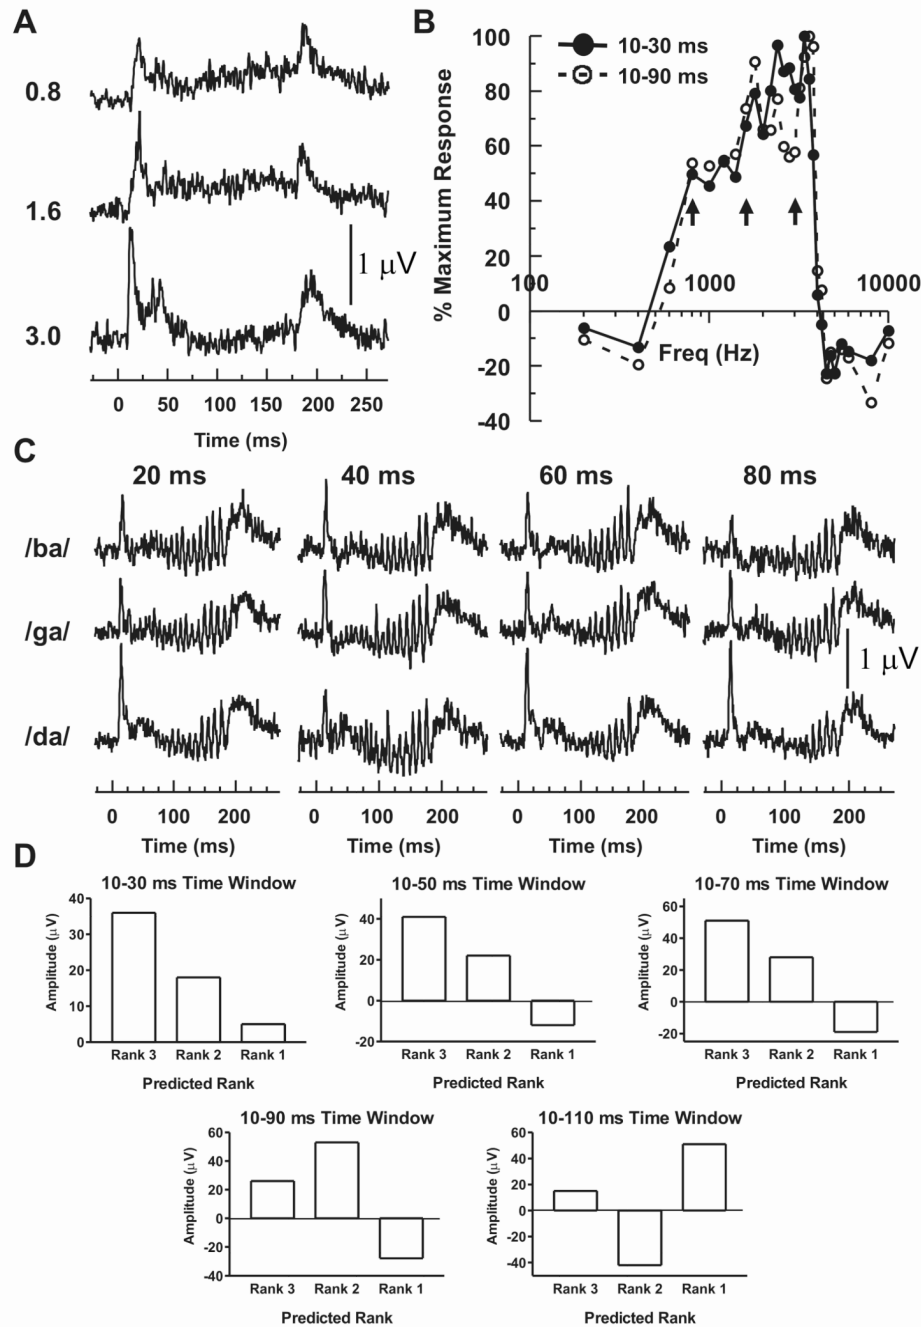 A
0.8
1.6
3.0
1 μV
0 50 100 150 200 250
Time (ms)
B
10-30 ms
10-90 ms
% Maximum Response
100
80
60
40
20
0
-20
-40
100 1000 10000
Freq (Hz)
C
20 ms 40 ms 60 ms 80 ms
/ba/
/ga/
/da/
1 μV
0 100 200 0 100 200 0 100 200 0 100 200
Time (ms) Time (ms) Time (ms) Time (ms)
D
10-30 ms Time Window
Amplitude (μV)
40
30
20
10
0
Rank 3 Rank 2 Rank 1
Predicted Rank
10-50 ms Time Window
Amplitude (μV)
40
20
0
-20
Rank 3 Rank 2 Rank 1
Predicted Rank
10-70 ms Time Window
Amplitude (μV)
60
40
20
0
-20
Rank 3 Rank 2 Rank 1
Predicted Rank
10-90 ms Time Window
Amplitude (μV)
60
40
20
0
-20
-40
Rank 3 Rank 2 Rank 1
Predicted Rank
10-110 ms Time Window
Amplitude (μV)
60
40
20
0
-20
-40
Rank 3 Rank 2 Rank 1
Predicted Rank